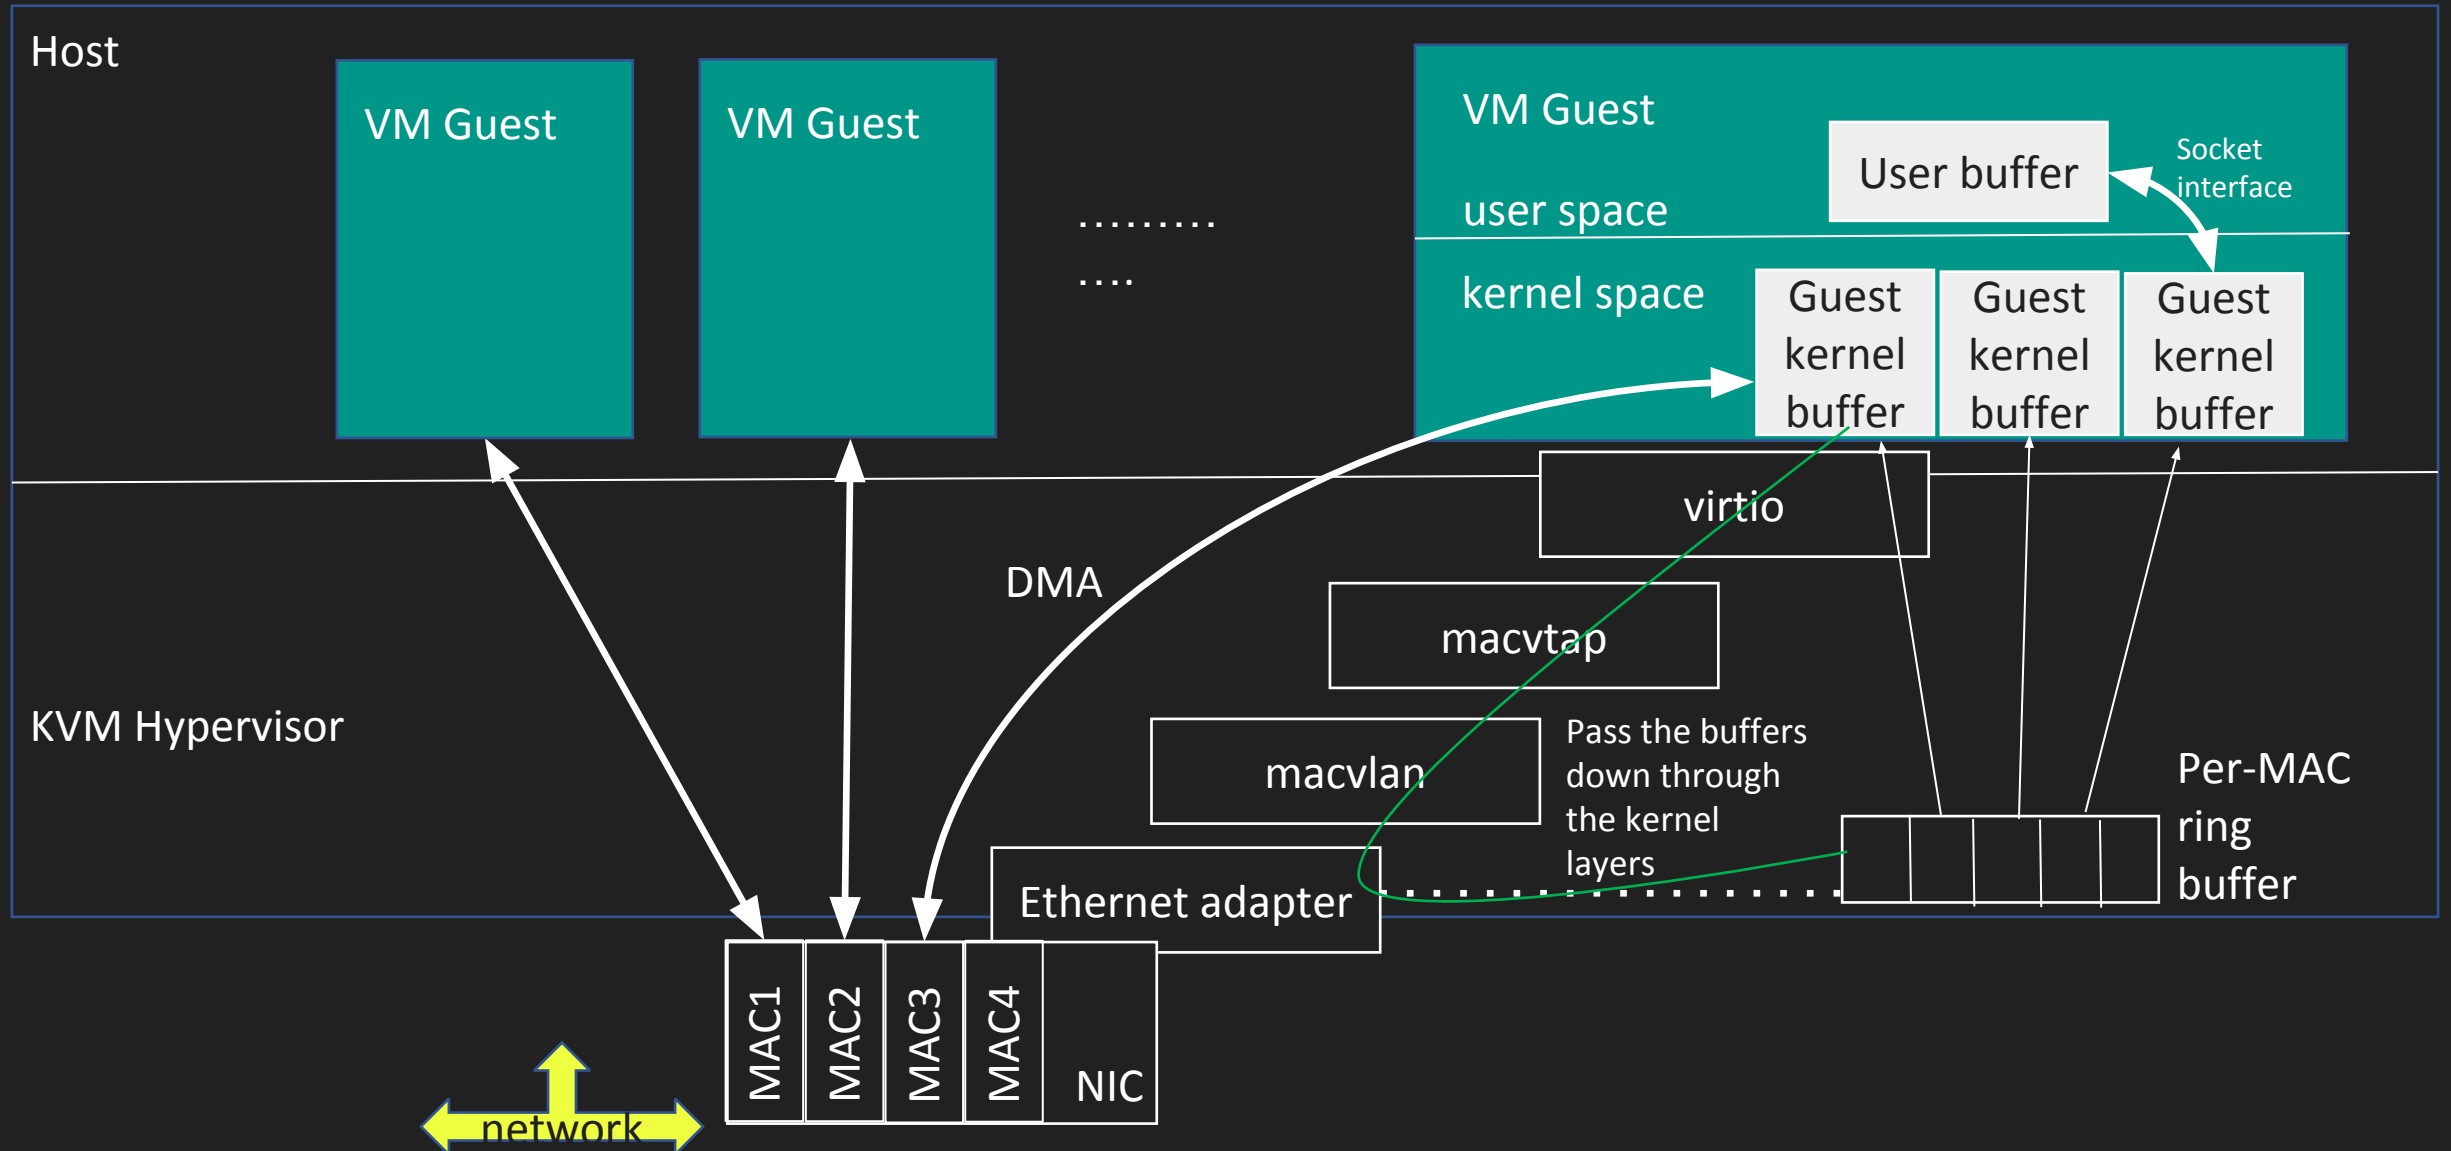 Host
VM Guest
VM Guest
.........
....
VM Guest
User buffer
Socket
interface
user space
kernel space
Guest
kernel
buffer
Guest
kernel
buffer
Guest
kernel
buffer
virtio
DMA
macvtap
KVM Hypervisor
macvlan
Pass the buffers
down through
the kernel
layers
Per-MAC
ring
buffer
Ethernet adapter
MAC1
MAC2
MAC3
MAC4
NIC
network